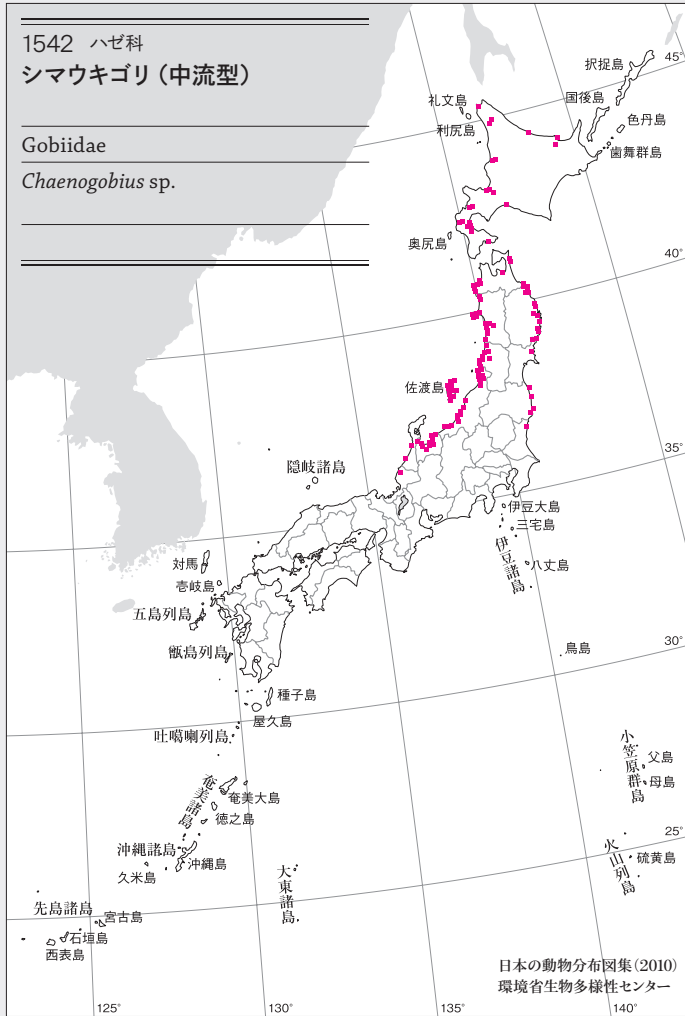 1542 ハゼ科
シマウキゴリ（中流型）
Gobiidae
Chaenogobius sp.
45°
択捉島
国後島
礼文島
色丹島
利尻島
歯舞群島
奥尻島
40°
佐渡島
35°
隠岐諸島
伊豆大島
三宅島
伊豆諸島
八丈島
対馬
壱岐島
五島列島
甑島列島
鳥島
30°
種子島
屋久島
吐噶喇列島
小笠原群島
父島
母島
奄美諸島
奄美大島
徳之島
25°
沖縄諸島
沖縄島
久米島
火山列島
硫黄島
大東諸島
先島諸島
宮古島
石垣島
西表島
日本の動物分布図集（2010）
環境省生物多様性センター
125°
130°
135°
140°